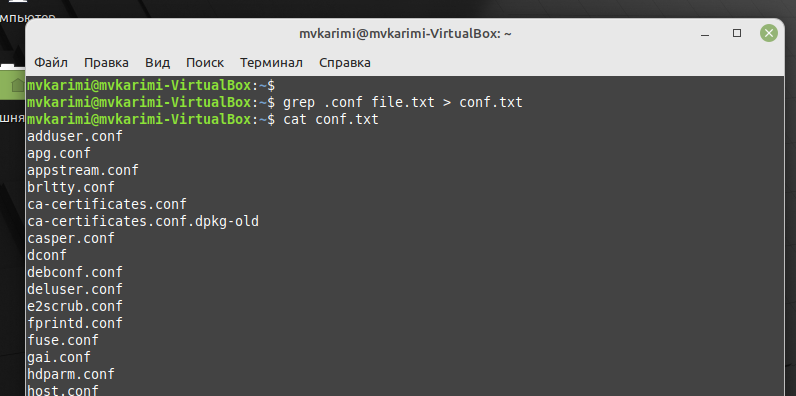 мпьютер
mvkarimi@mvkarimi-VirtualBox: ~
Файл Правка Вид Поиск Терминал Справка
шня
mvkarimi@mvkarimi-VirtualBox:~$
mvkarimi@mvkarimi-VirtualBox:~$ grep .conf file.txt > conf.txt
mvkarimi@mvkarimi-VirtualBox:~$ cat conf.txt
adduser.conf
apg.conf
appstream.conf
brltty.conf
ca-certificates.conf
ca-certificates.conf.dpkg-old
casper.conf
dconf
debconf.conf
deluser.conf
e2scrub.conf
fprintd.conf
fuse.conf
gai.conf
hdparm.conf
host.conf